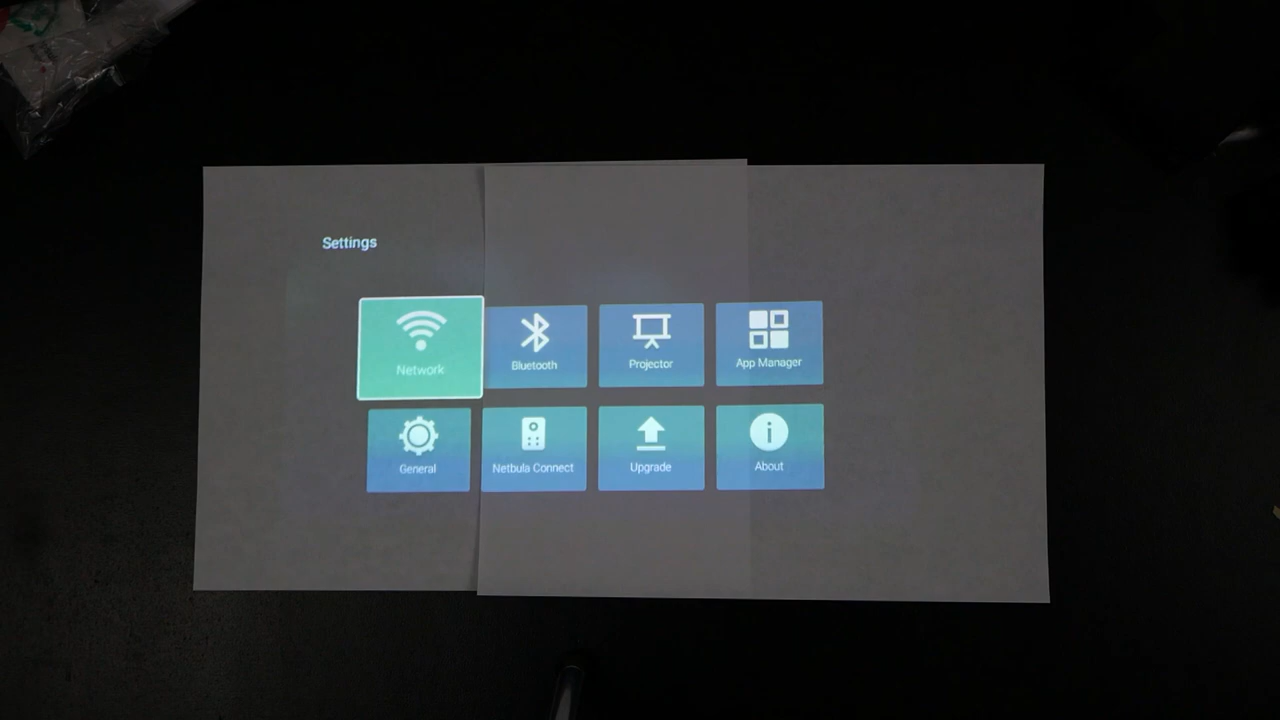 Settings
Network
Bluetooth
Projector
App Manager
General
Netbula Connect
Upgrade
About